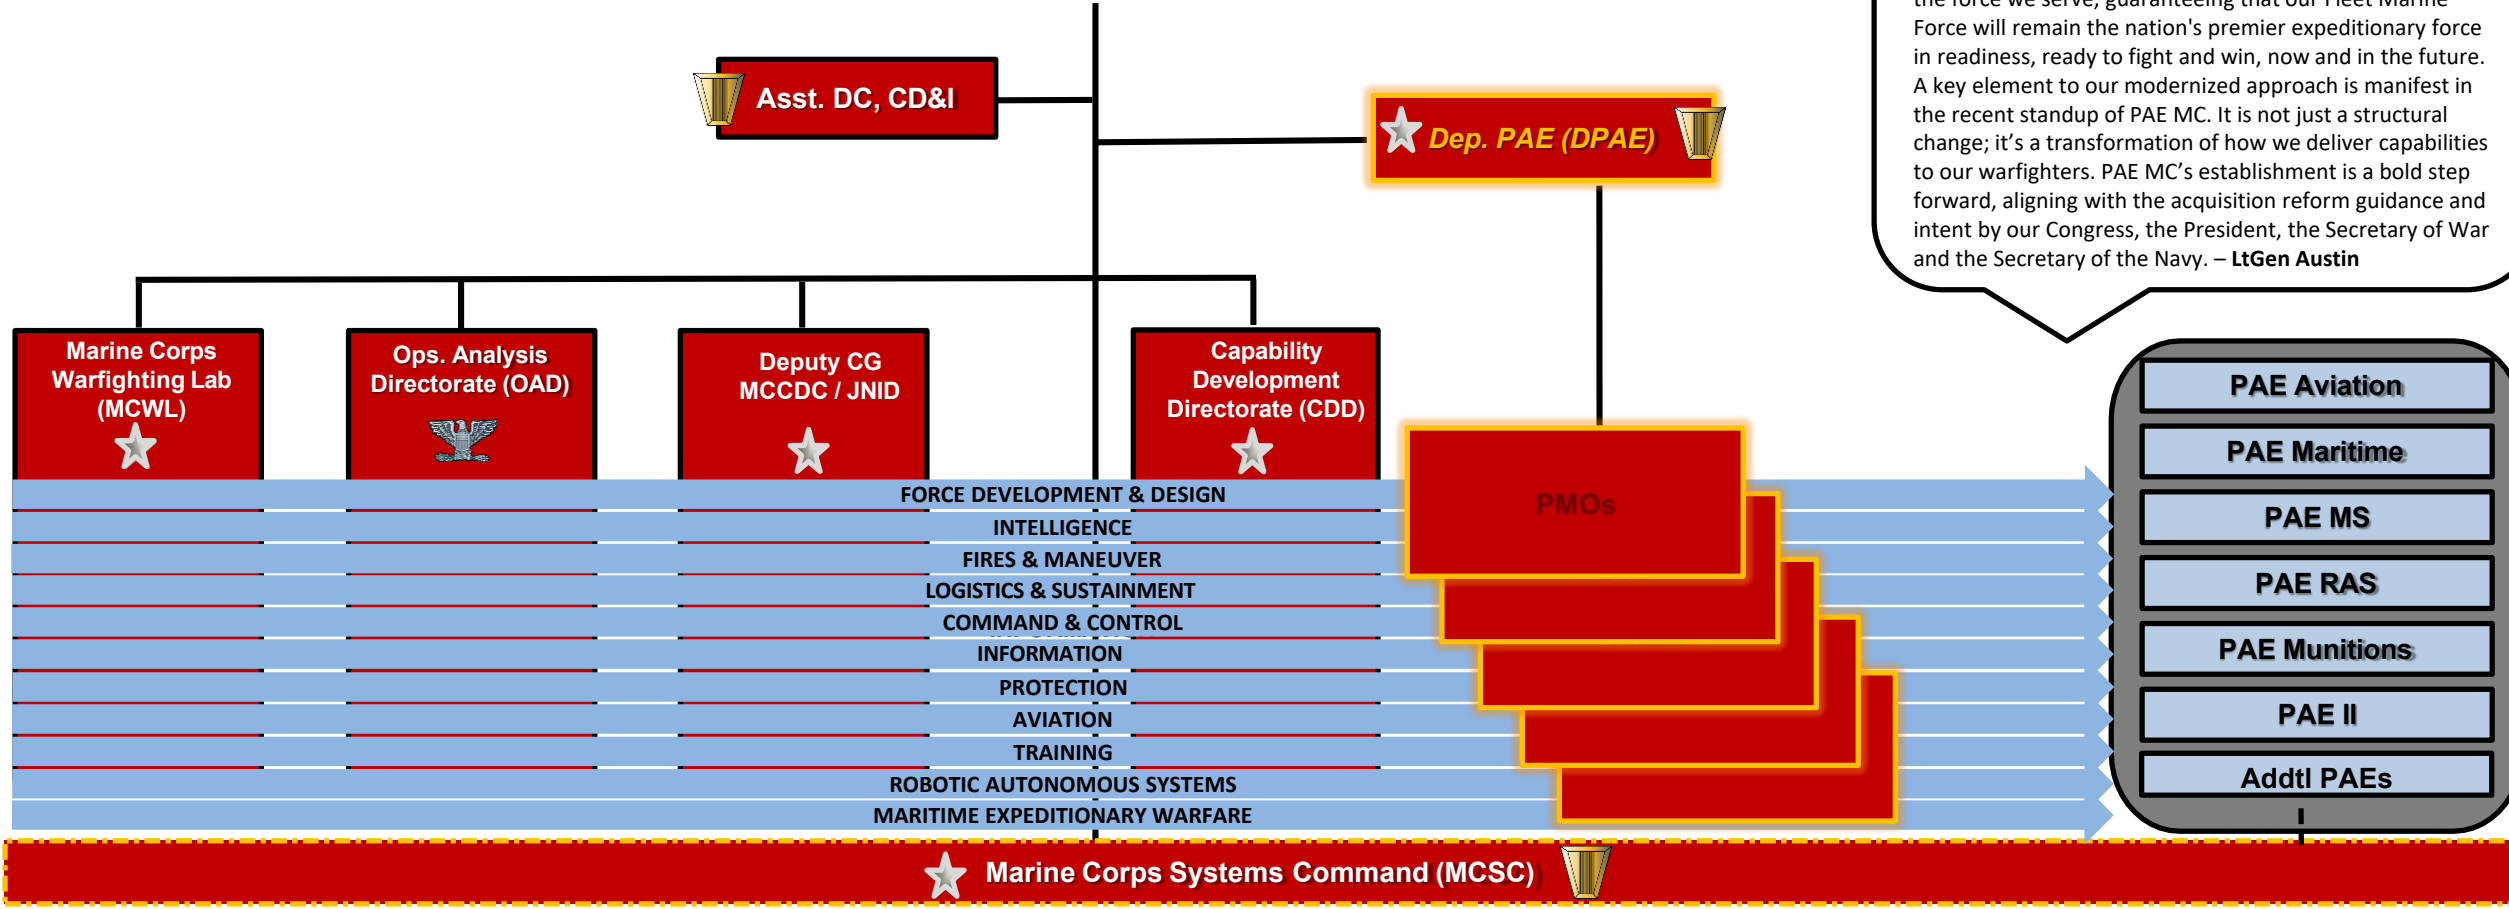 the force we serve, guaranteeing that our Fleet Marine
Force will remain the nation's premier expeditionary force
in readiness, ready to fight and win, now and in the future.
A key element to our modernized approach is manifest in
the recent standup of PAE MC. It is not just a structural
change; it's a transformation of how we deliver capabilities
to our warfighters. PAE MC’s establishment is a bold step
forward, aligning with the acquisition reform guidance and
intent by our Congress, the President, the Secretary of War
and the Secretary of the Navy. – LtGen Austin
Asst. DC, CD&I
Dep. PAE (DPAE)
Marine Corps
Warfighting Lab
(MCWL)
Ops. Analysis
Directorate (OAD)
Deputy CG
MCCDC / JNID
Capability
Development
Directorate (CDD)
PMOs
FORCE DEVELOPMENT & DESIGN
INTELLIGENCE
FIRES & MANEUVER
LOGISTICS & SUSTAINMENT
COMMAND & CONTROL
INFORMATION
PROTECTION
AVIATION
TRAINING
ROBOTIC AUTONOMOUS SYSTEMS
MARITIME EXPEDITIONARY WARFARE
PAE Aviation
PAE Maritime
PAE MS
PAE RAS
PAE Munitions
PAE II
Addtl PAEs
Marine Corps Systems Command (MCSC)